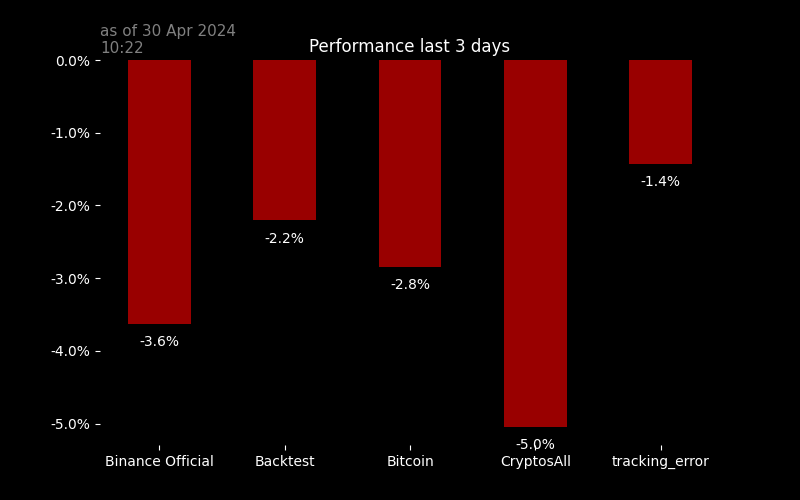 as of 30 Apr 2024
10:22
Performance last 3 days
0.0%
-1.0%
-2.0%
-3.0%
-4.0%
-5.0%
-3.6%
-2.2%
-2.8%
-5.0%
-1.4%
Binance Official
Backtest
Bitcoin
CryptosAll
tracking_error